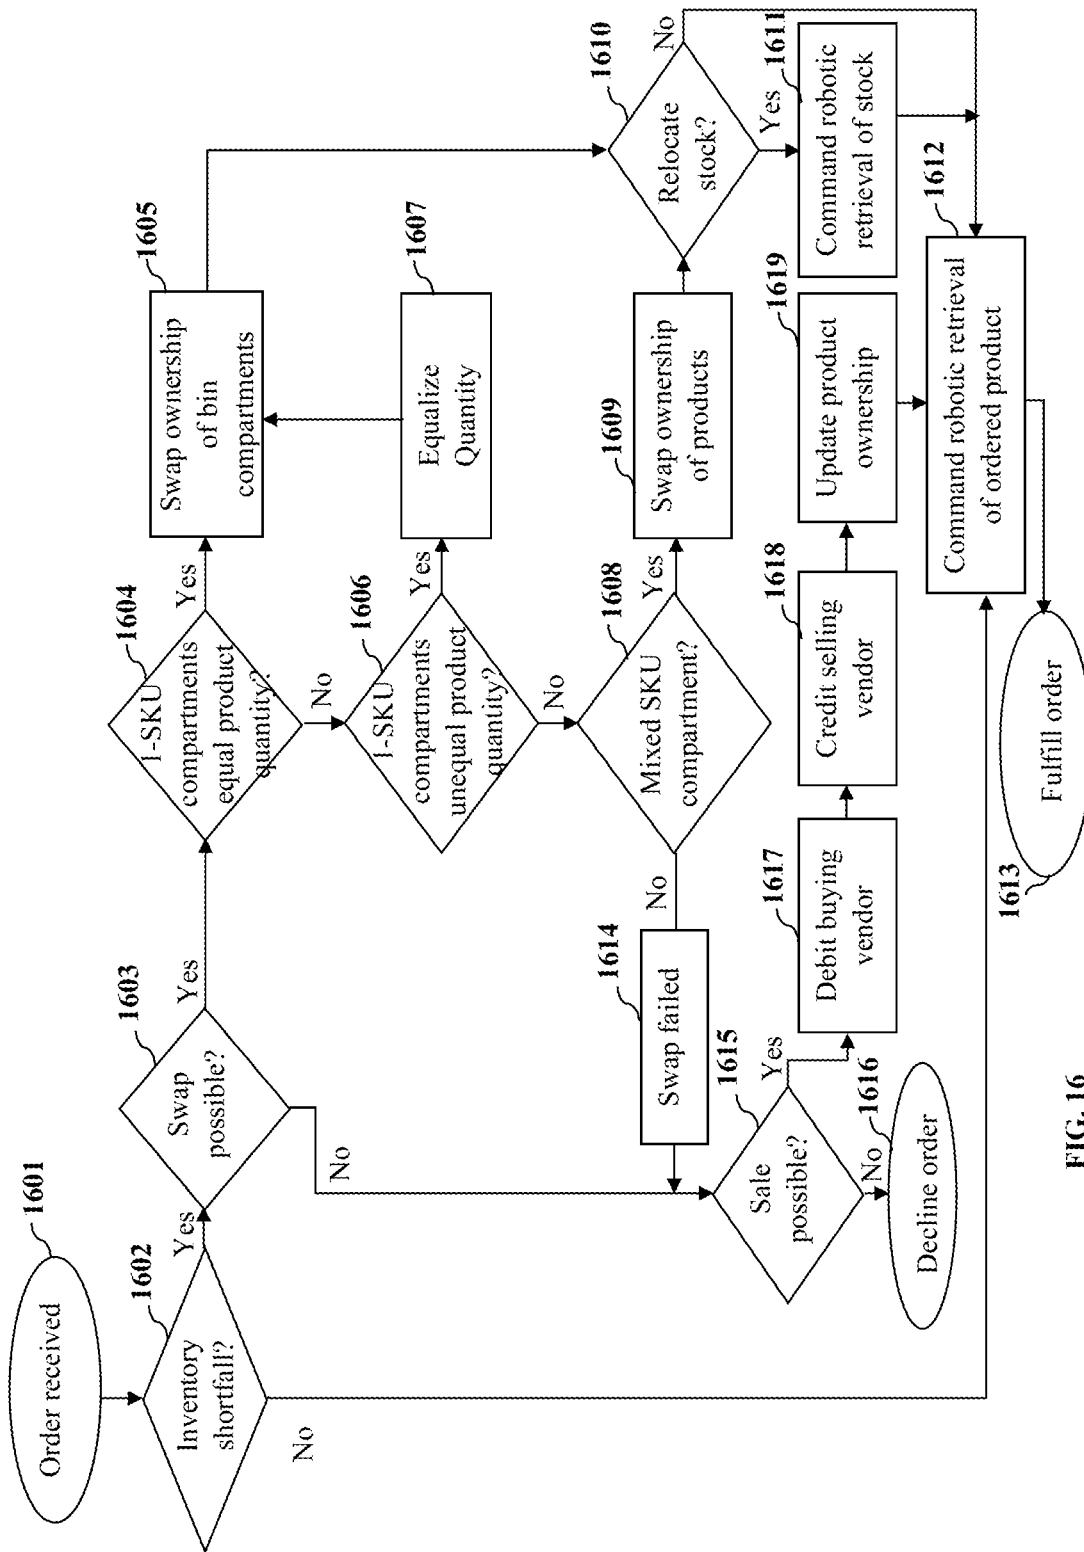 1601
Order received
1602
Inventory
shortfall?
Yes
No
1603
Swap
possible?
Yes
No
1604
1-SKU
compartments
equal product
quantity?
Yes
No
1605
Swap ownership
of bin
compartments
1606
1-SKU
compartments
unequal product
quantity?
Yes
No
1607
Equalize
Quantity
1608
Mixed SKU
compartment?
Yes
No
1609
Swap ownership
of products
1610
Relocate
stock?
No
Yes
1611
Command robotic
retrieval of stock
1614
Swap failed
1615
Sale
possible?
Yes
No
1616
Decline order
1617
Debit buying
vendor
1618
Credit selling
vendor
1619
Update product
ownership
1612
Command robotic retrieval
of ordered product
1613
Fulfill order
FIG. 16